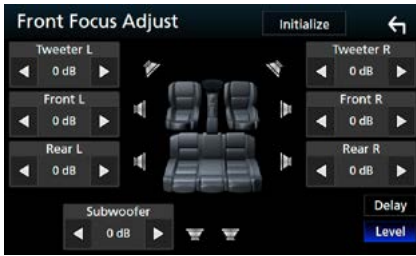 Front Focus Adjust
Initialize
Tweeter L
0 dB
Tweeter R
0 dB
Front L
0 dB
Front R
0 dB
Rear L
0 dB
Rear R
0 dB
Subwoofer
0 dB
Delay
Level